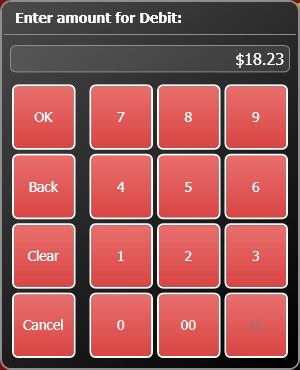 Enter amount for Debit:
$18.23
OK 7 8 9
Back 4 5 6
Clear 1 2 3
Cancel 0 00